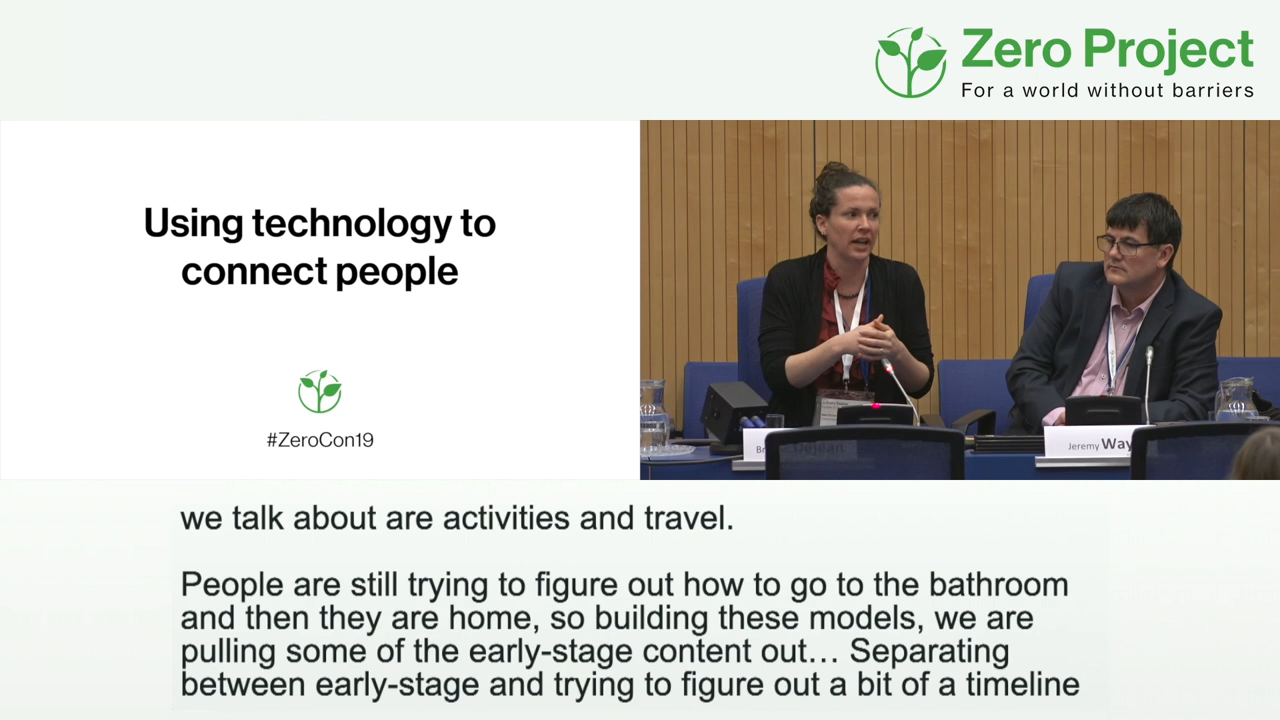 Zero Project
For a world without barriers
Using technology to
connect people
#ZeroCon19
Dejean
Jeremy Way
we talk about are activities and travel.
People are still trying to figure out how to go to the bathroom
and then they are home, so building these models, we are
pulling some of the early-stage content out… Separating
between early-stage and trying to figure out a bit of a timeline